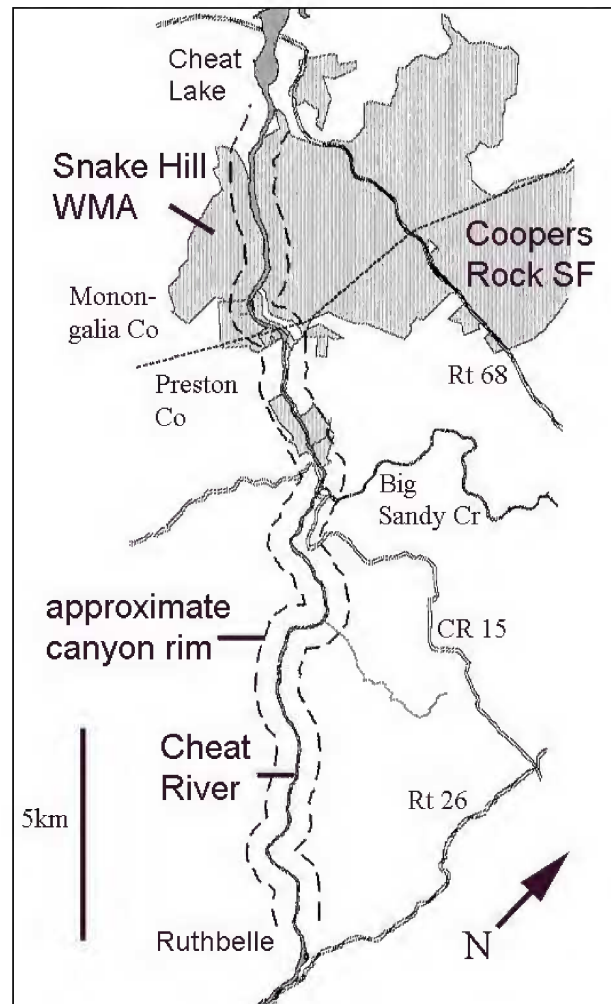 Cheat
Lake
Snake Hill
WMA
Coopers
Rock SF
Monon-
galia Co
Rt 68
Preston
Co
Big
Sandy Cr
approximate
canyon rim
CR 15
Cheat
River
Rt 26
5km
Ruthbelle
N